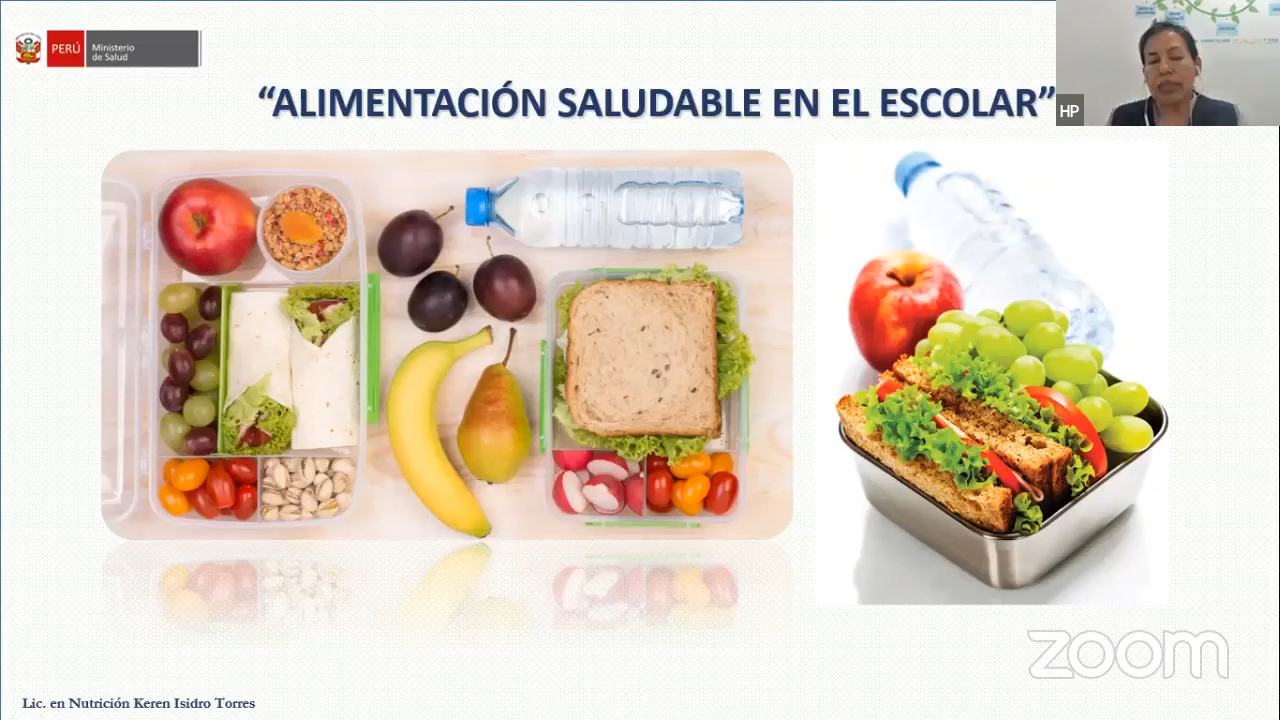 PERÚ
Ministerio
de Salud
“ALIMENTACIÓN SALUDABLE EN EL ESCOLAR”
HP
zoom
Lic. en Nutrición Keren Isidro Torres